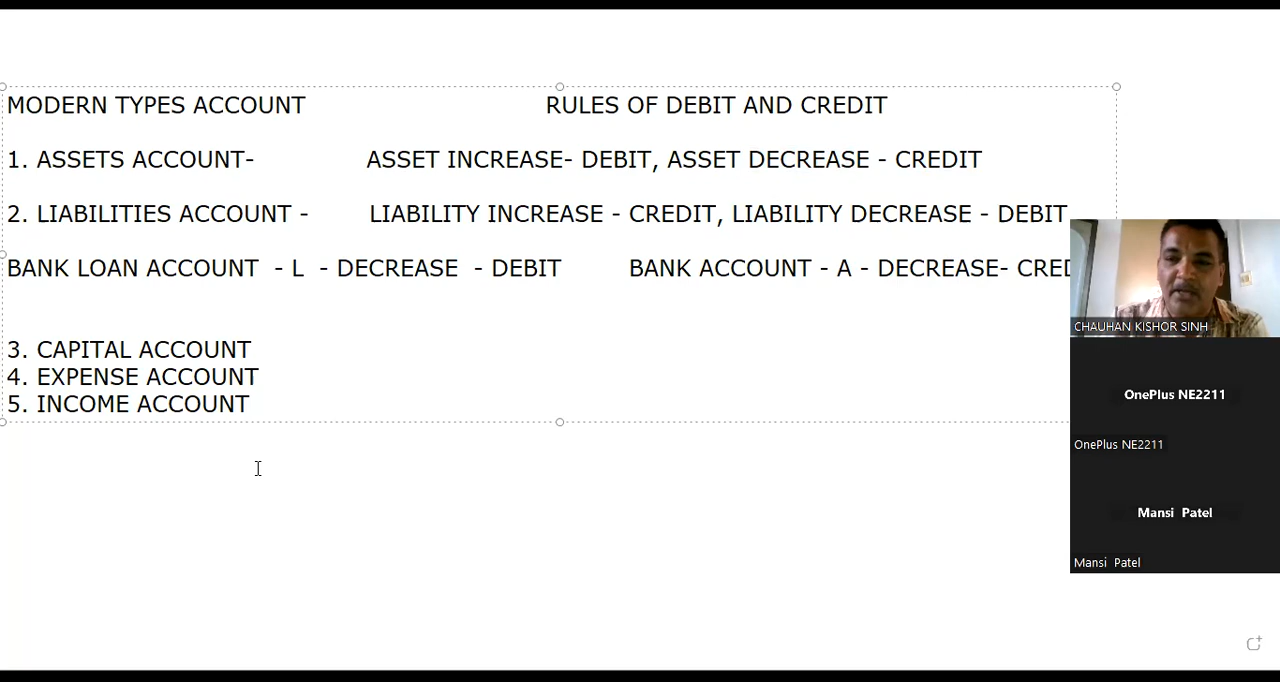 MODERN TYPES ACCOUNT RULES OF DEBIT AND CREDIT
1. ASSETS ACCOUNT- ASSET INCREASE- DEBIT, ASSET DECREASE - CREDIT
2. LIABILITIES ACCOUNT - LIABILITY INCREASE - CREDIT, LIABILITY DECREASE - DEBIT
BANK LOAN ACCOUNT - L - DECREASE - DEBIT BANK ACCOUNT - A - DECREASE-
3. CAPITAL ACCOUNT
4. EXPENSE ACCOUNT
5. INCOME ACCOUNT
CHAUHAN KISHOR SINH
OnePlus NE2211
OnePlus NE2211
Mansi Patel
Mansi Patel